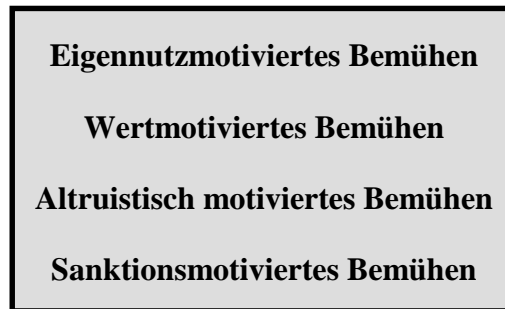 Eigennutzmotiviertes Bemühen
Wertmotiviertes Bemühen
Altruistisch motiviertes Bemühen
Sanktionsmotiviertes Bemühen